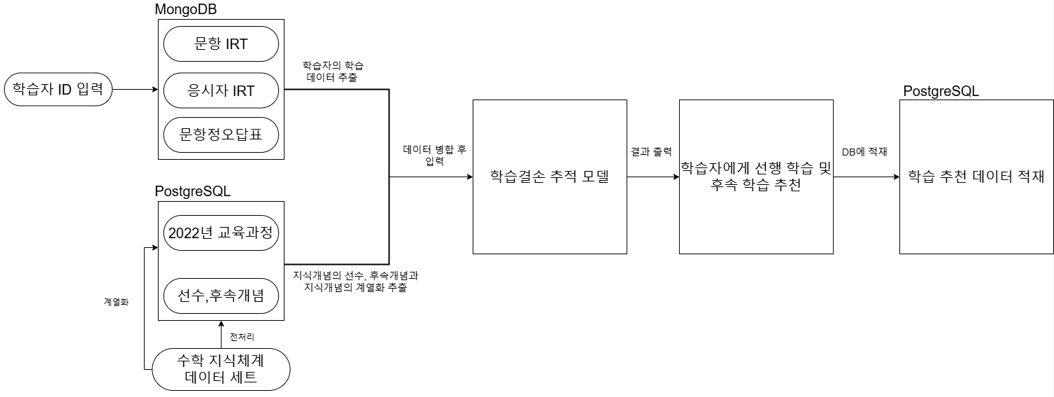 MongoDB
문항 IRT
학습자 ID 입력
응시자 IRT
문항정오답표
학습자의 학습
데이터 추출
PostgreSQL
2022년 교육과정
선수,후속개념
지식개념의 선수, 후속개념과
지식개념의 계열화 추출
계열화
전처리
수학 지식체계
데이터 세트
데이터 병합 후
입력
학습결손 추적 모델
결과 출력
학습자에게 선행 학습 및
후속 학습 추천
DB에 적재
PostgreSQL
학습 추천 데이터 적재